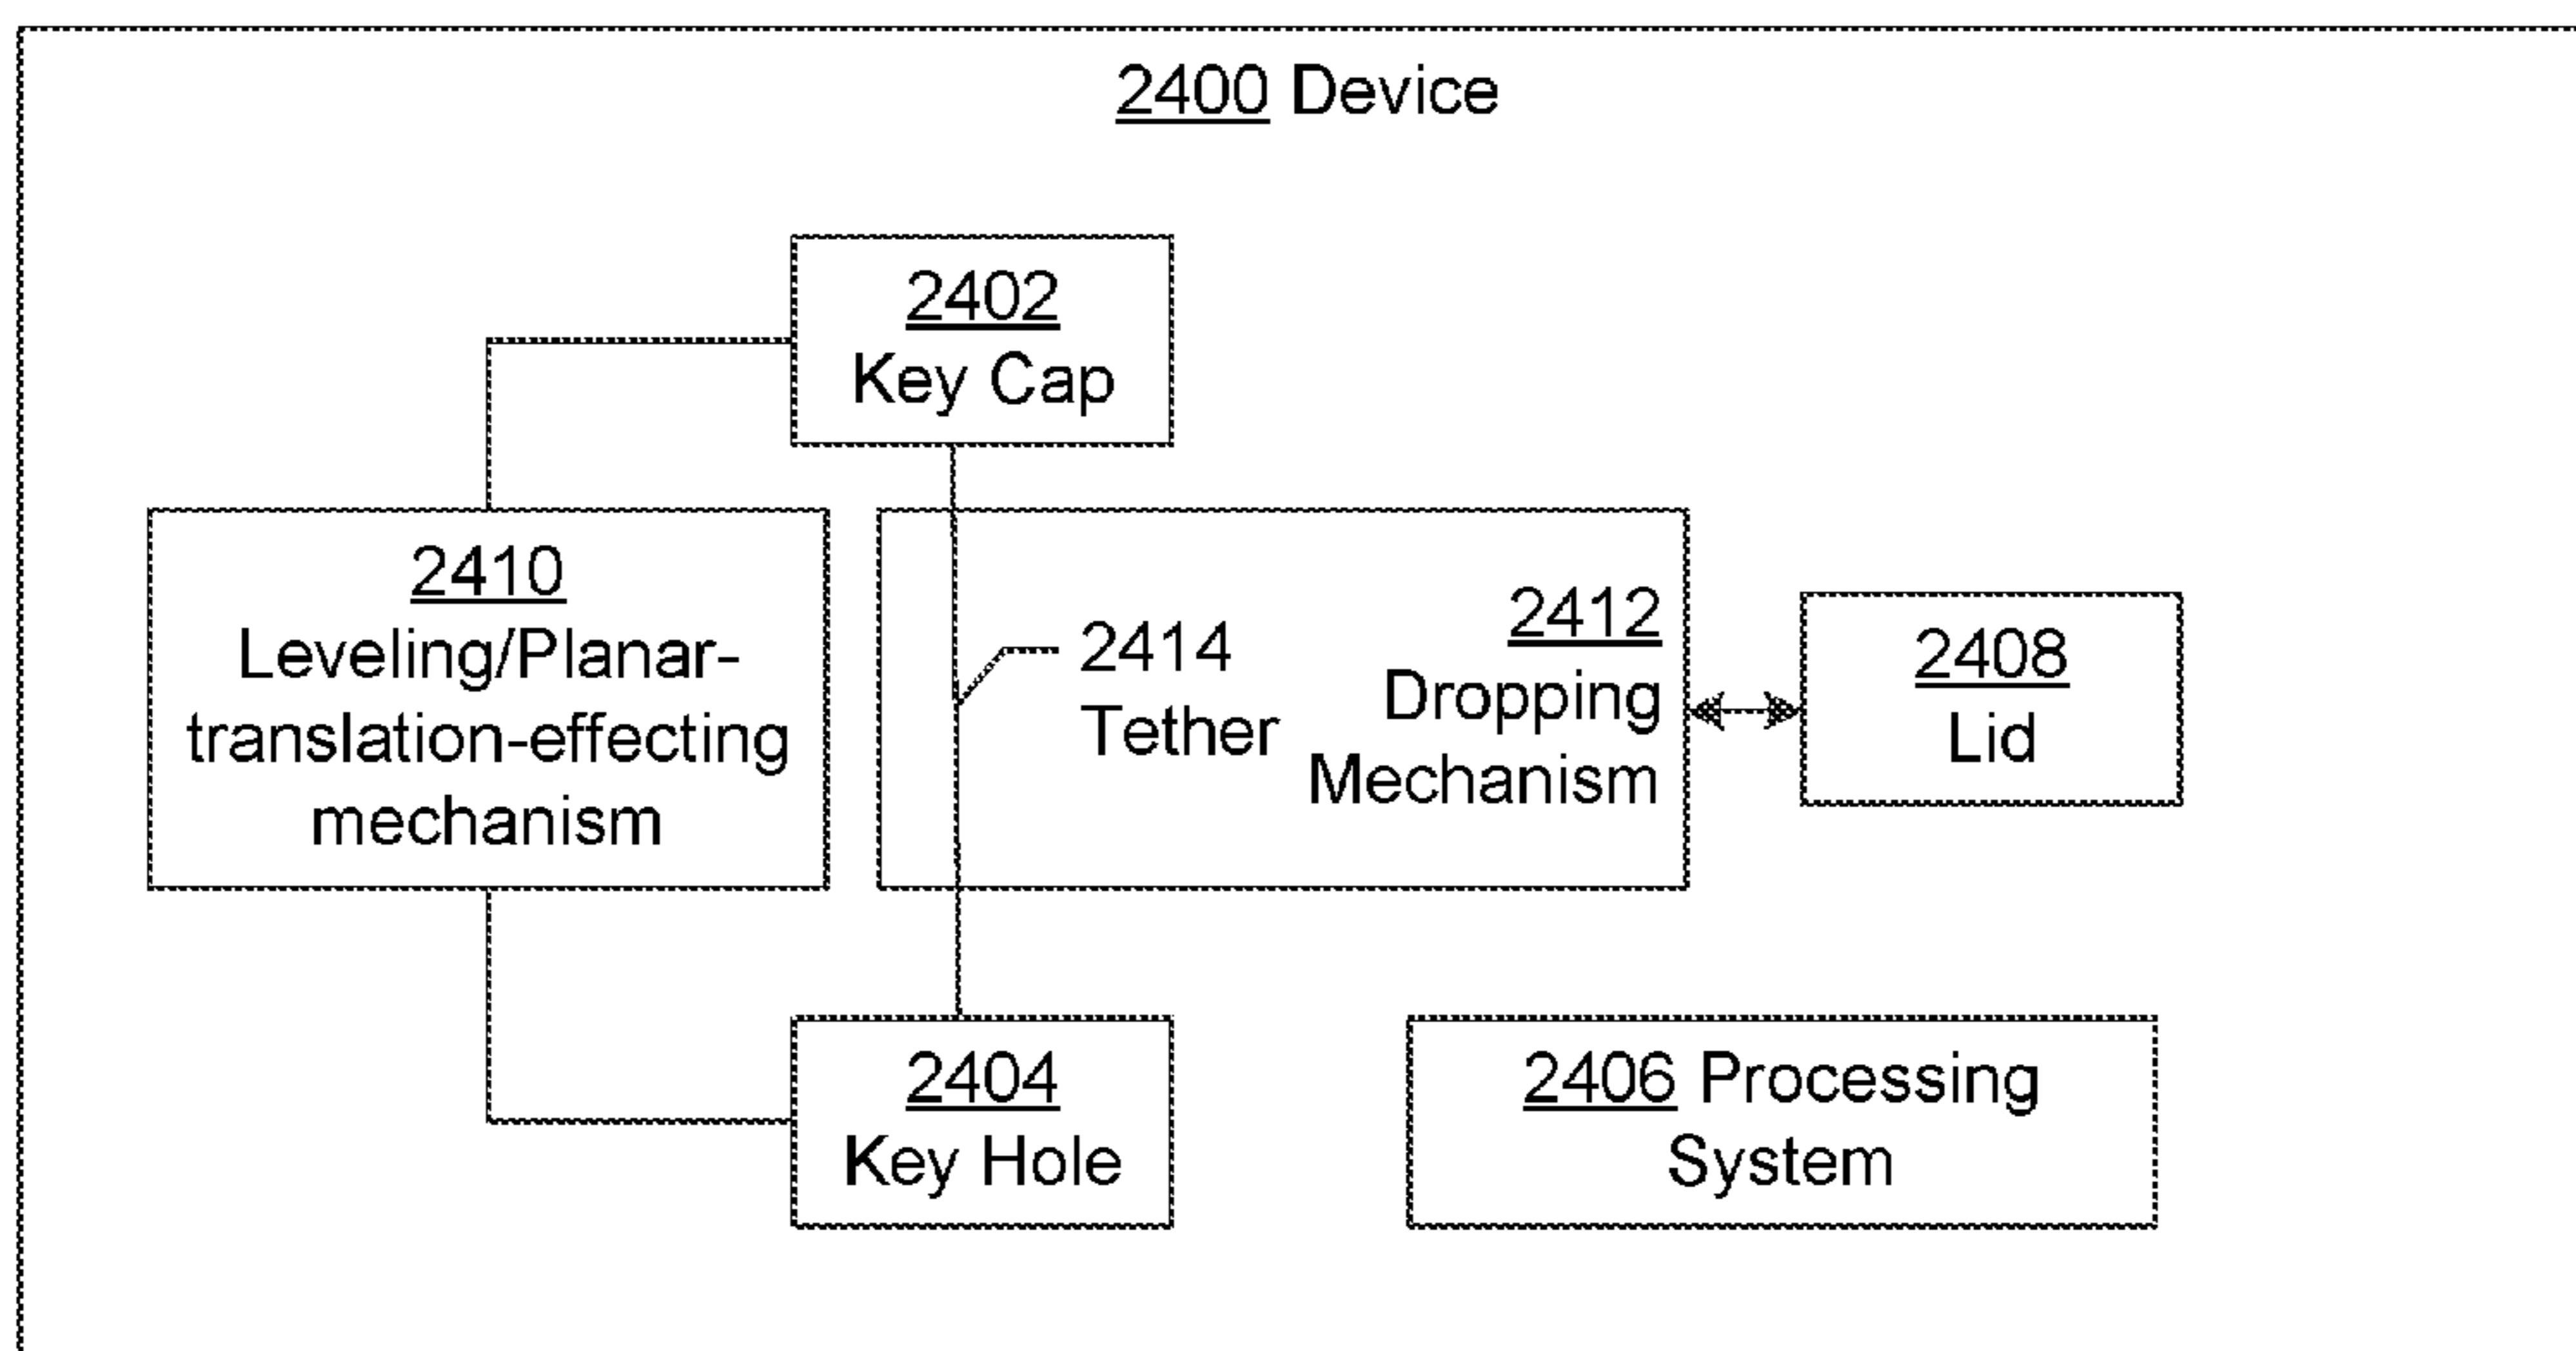 2400 Device
2402
Key Cap
2410
Leveling/Planar-
translation-effecting
mechanism
2414
Tether
2412
Dropping
Mechanism
2408
Lid
2404
Key Hole
2406 Processing
System